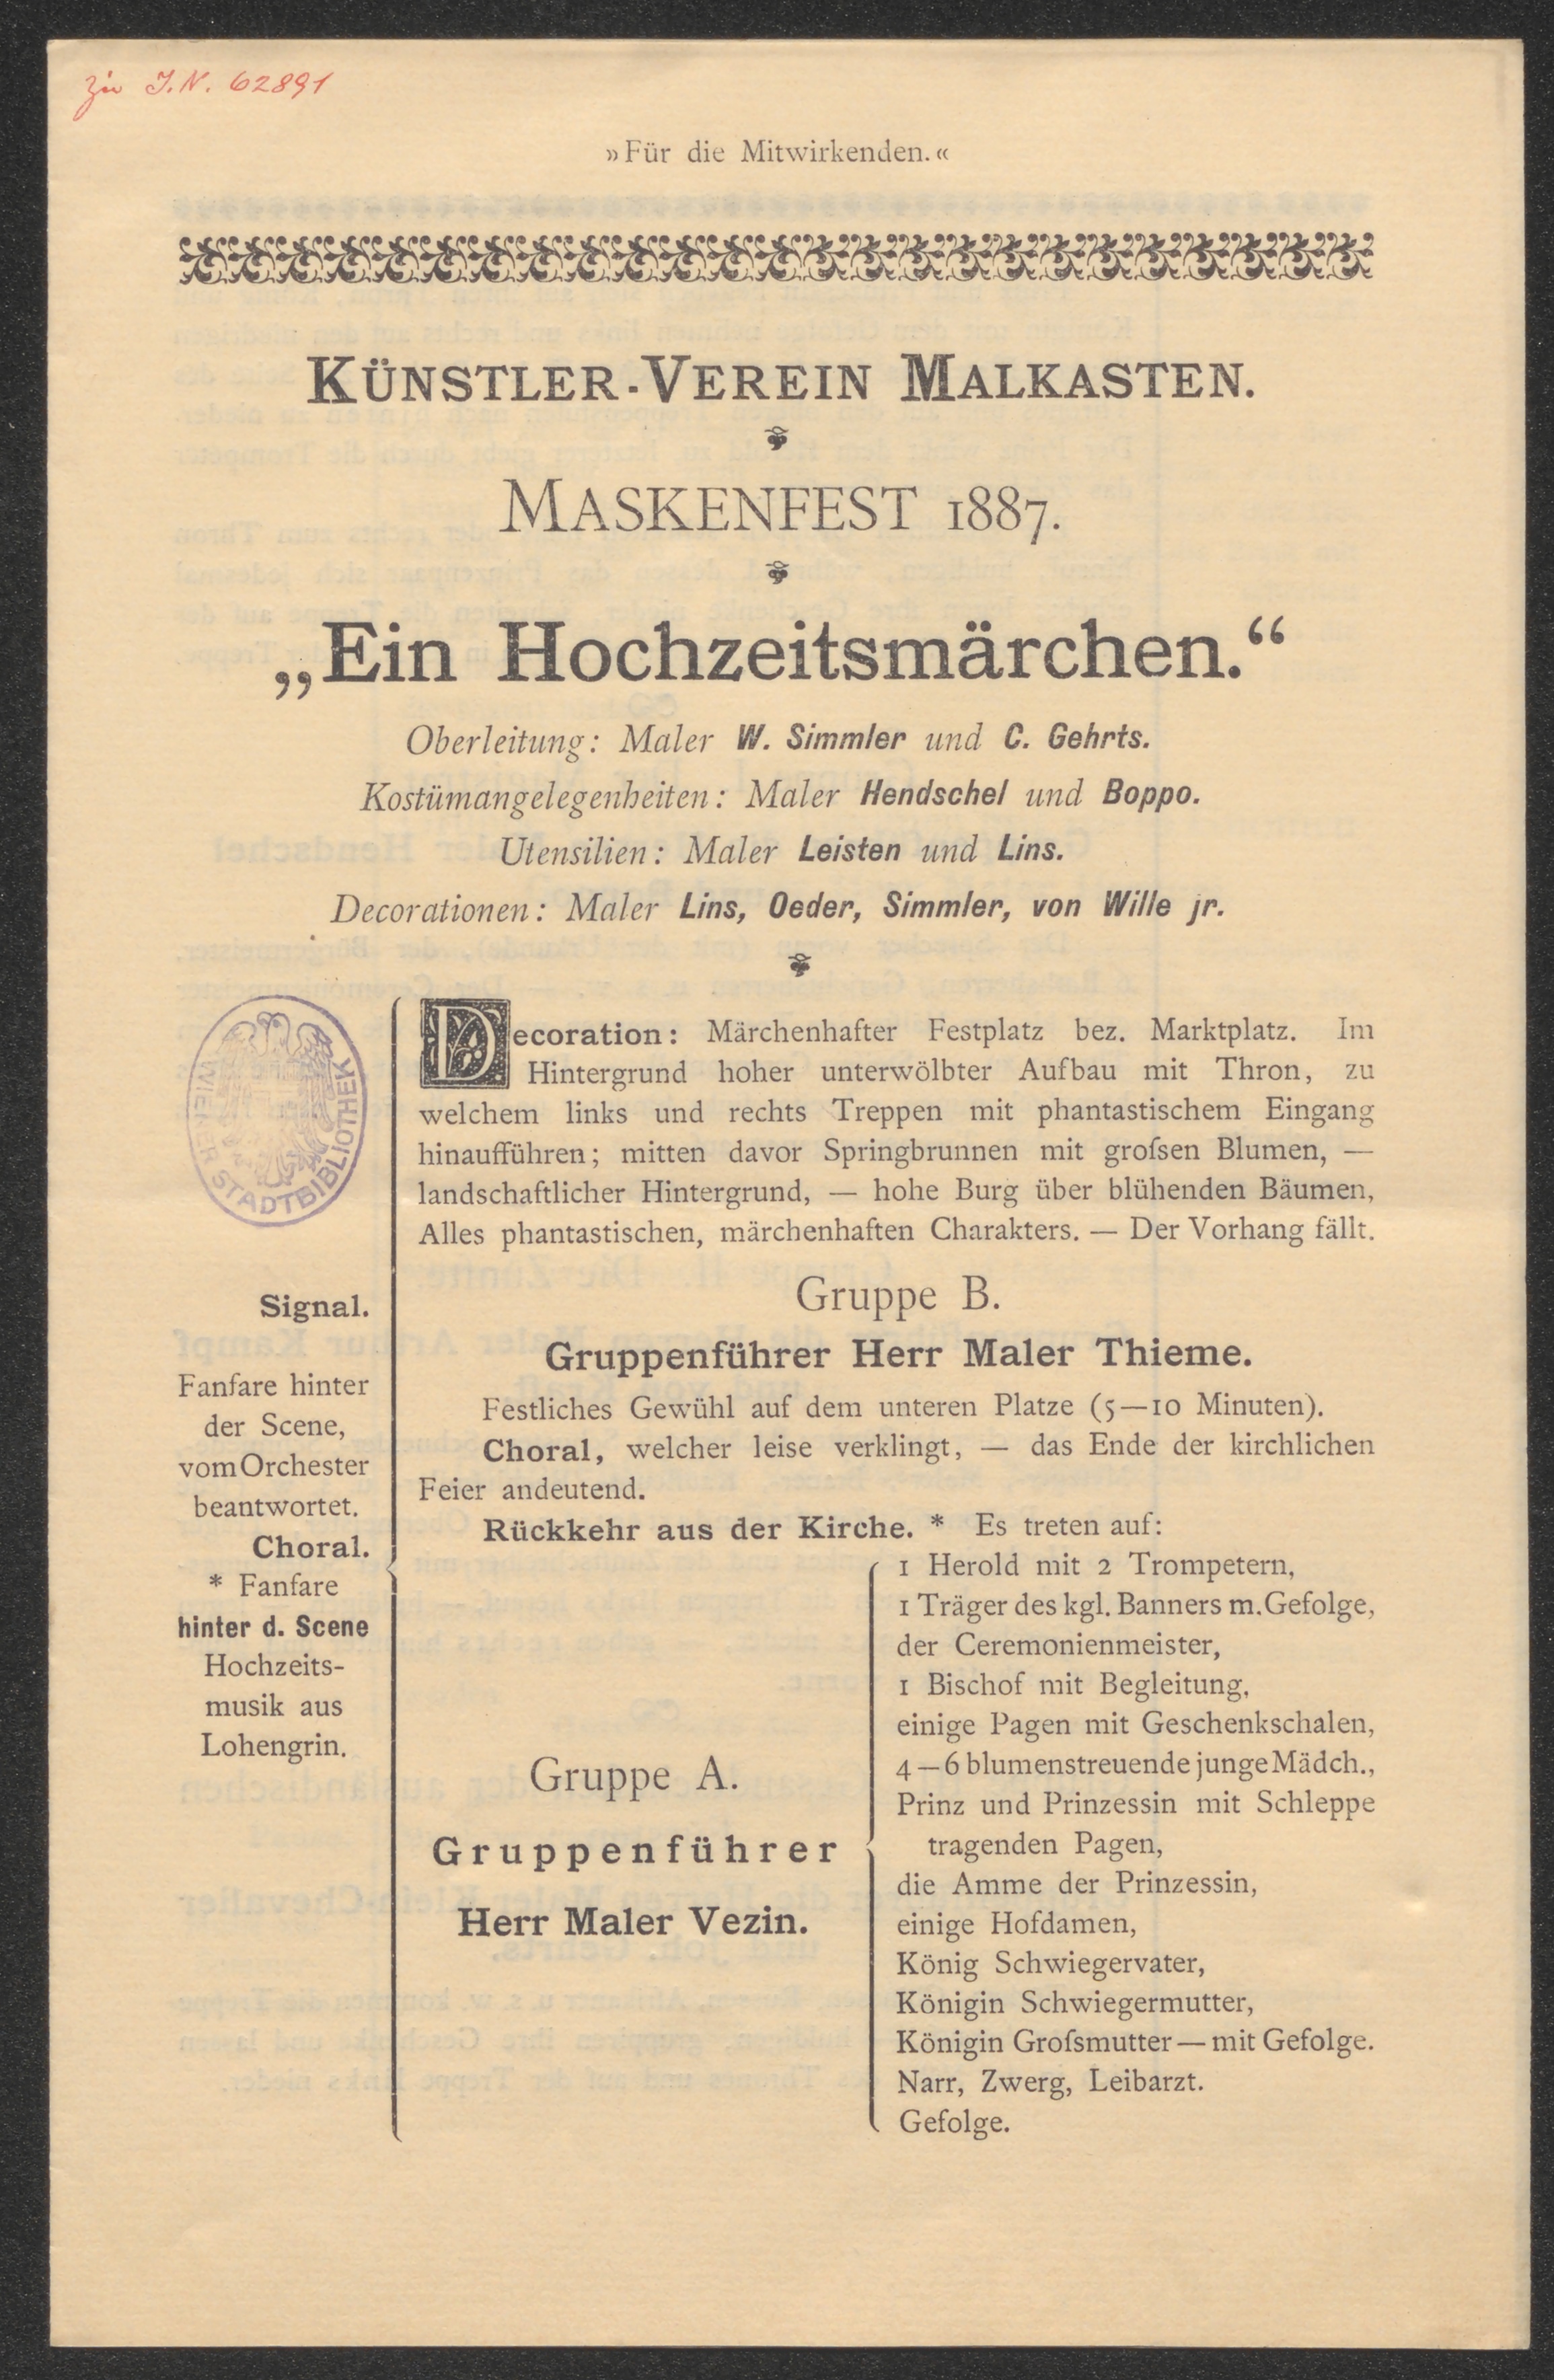 zu I.N. 62891
»Für die Mitwirkenden.«
KÜNSTLER-VEREIN MALKASTEN.
MASKENFEST 1887.
„Ein Hochzeitsmärchen.“
Oberleitung: Maler W. Simmler und C. Gehrts.
Kostümangelegenheiten: Maler Hendschel und Boppo.
Utensilien: Maler Leisten und Lins.
Decorationen: Maler Lins, Oeder, Simmler, von Wille jr.
WIENER STADTBIBLIOTHEK
Decoration: Märchenhafter Festplatz bez. Marktplatz. Im
Hintergrund hoher unterwölbter Aufbau mit Thron, zu
welchem links und rechts Treppen mit phantastischem Eingang
hinaufführen; mitten davor Springbrunnen mit groſsen Blumen, —
landschaftlicher Hintergrund, — hohe Burg über blühenden Bäumen,
Alles phantastischen, märchenhaften Charakters. — Der Vorhang fällt.
Signal.
Fanfare hinter
der Scene,
vom Orchester
beantwortet.
Choral.
* Fanfare
hinter d. Scene
Hochzeits-
musik aus
Lohengrin.
Gruppe B.
Gruppenführer Herr Maler Thieme.
Festliches Gewühl auf dem unteren Platze (5—10 Minuten).
Choral, welcher leise verklingt, — das Ende der kirchlichen
Feier andeutend.
Rückkehr aus der Kirche. * Es treten auf:
Gruppe A.
Gruppenführer
Herr Maler Vezin.
1 Herold mit 2 Trompetern,
1 Träger des kgl. Banners m. Gefolge,
der Ceremonienmeister,
1 Bischof mit Begleitung,
einige Pagen mit Geschenkschalen,
4—6 blumenstreuende junge Mädch.,
Prinz und Prinzessin mit Schleppe
tragenden Pagen,
die Amme der Prinzessin,
einige Hofdamen,
König Schwiegervater,
Königin Schwiegermutter,
Königin Groſsmutter — mit Gefolge.
Narr, Zwerg, Leibarzt.
Gefolge.